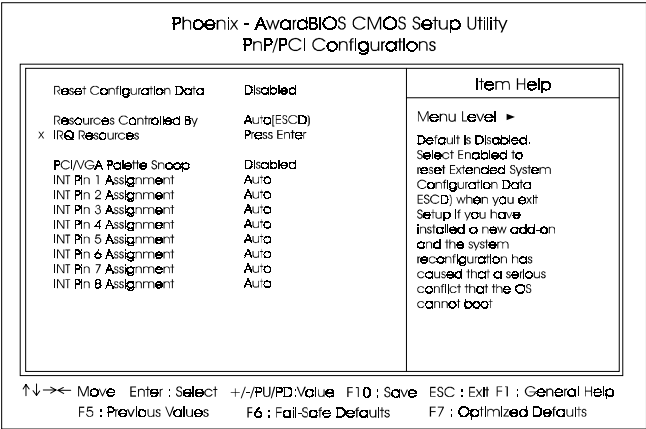 Phoenix - AwardBIOS CMOS Setup Utility
PnP/PCI Configurations
Reset Configuration Data Disabled
Resources Controlled By Auto(ESCD)
x IRQ Resources Press Enter
PCI/VGA Palette Snoop Disabled
INT Pin 1 Assignment Auto
INT Pin 2 Assignment Auto
INT Pin 3 Assignment Auto
INT Pin 4 Assignment Auto
INT Pin 5 Assignment Auto
INT Pin 6 Assignment Auto
INT Pin 7 Assignment Auto
INT Pin 8 Assignment Auto
Item Help
Menu Level ►
Default is Disabled.
Select Enabled to
reset Extended System
Configuration Data
ESCD) when you exit
Setup if you have
installed a new add-on
and the system
reconfiguration has
caused that a serious
conflict that the OS
cannot boot
↑↓→← Move Enter : Select +/-/PU/PD:Value F10 : Save ESC : Exit F1 : General Help
F5 : Previous Values F6 : Fail-Safe Defaults F7 : Optimized Defaults